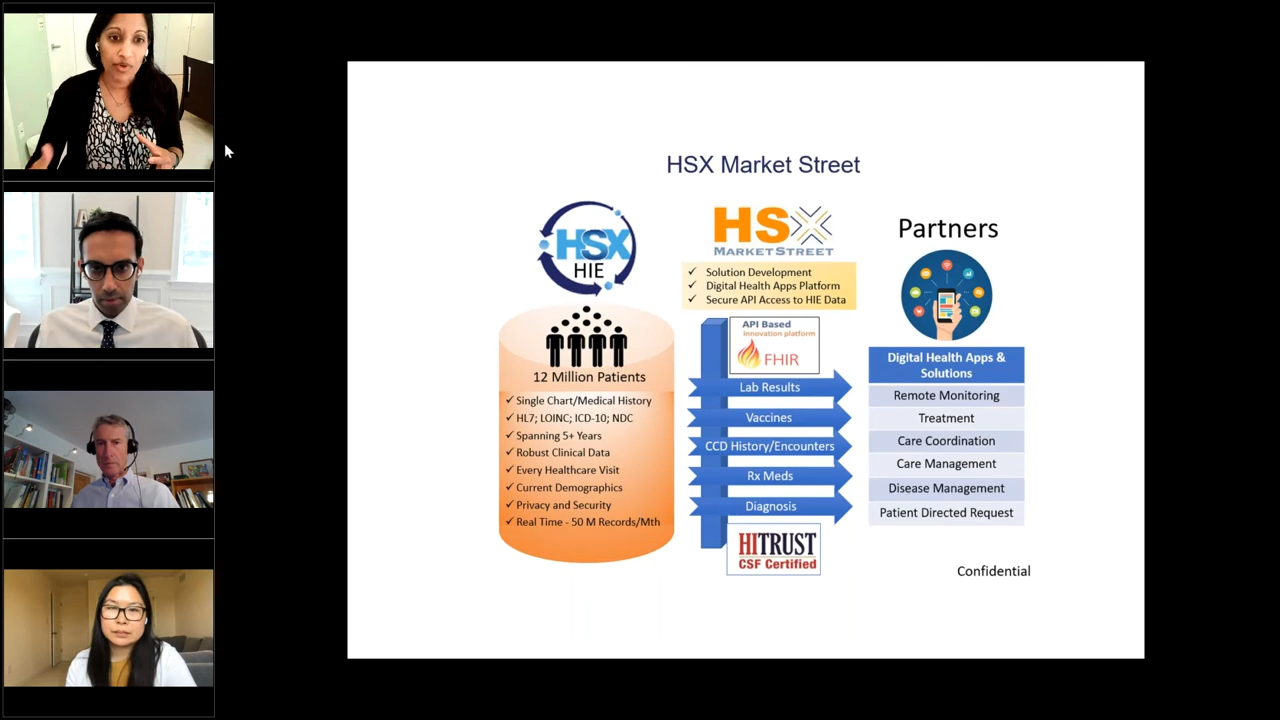 HSX Market Street
HSX
HIE
12 Million Patients
✓ Single Chart/Medical History
✓ HL7; LOINC; ICD-10; NDC
✓ Spanning 5+ Years
✓ Robust Clinical Data
✓ Every Healthcare Visit
✓ Current Demographics
✓ Privacy and Security
✓ Real Time - 50 M Records/Mth
HSX
MARKET STREET
✓ Solution Development
✓ Digital Health Apps Platform
✓ Secure API Access to HIE Data
API Based
Innovation platform
FHIR
Lab Results
Vaccines
CCD History/Encounters
Rx Meds
Diagnosis
HITRUST
CSF Certified
Partners
Digital Health Apps &
Solutions
Remote Monitoring
Treatment
Care Coordination
Care Management
Disease Management
Patient Directed Request
Confidential